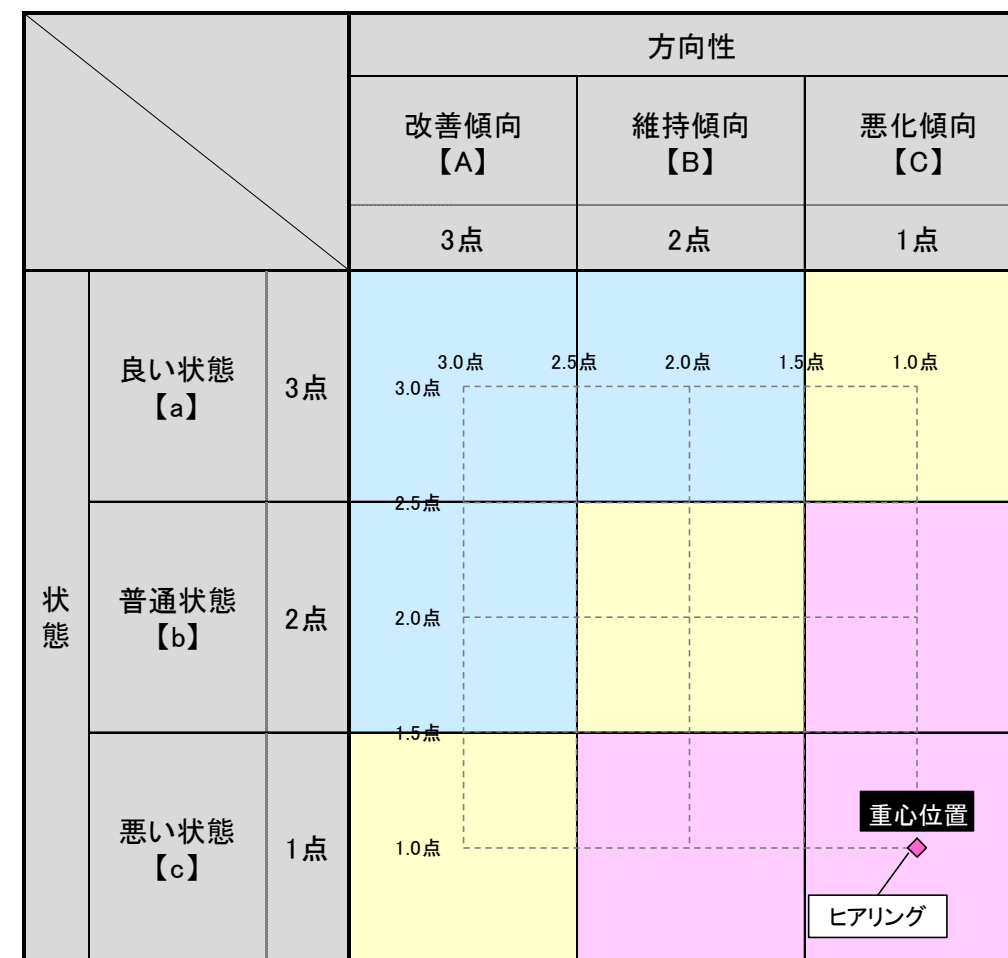 方向性
改善傾向
【A】
維持傾向
【B】
悪化傾向
【C】
3点
2点
1点
状態
良い状態
【a】
3点
普通状態
【b】
2点
悪い状態
【c】
1点
3.0点
2.5点
2.0点
1.5点
1.0点
3.0点
2.5点
2.0点
1.5点
1.0点
重心位置
ヒアリング